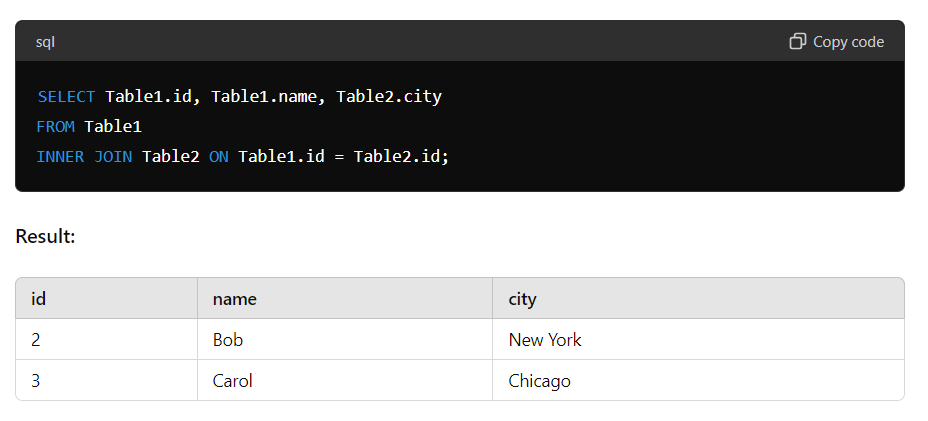 sql Copy code
SELECT Table1.id, Table1.name, Table2.city
FROM Table1
INNER JOIN Table2 ON Table1.id = Table2.id;
Result:
id name city
2 Bob New York
3 Carol Chicago